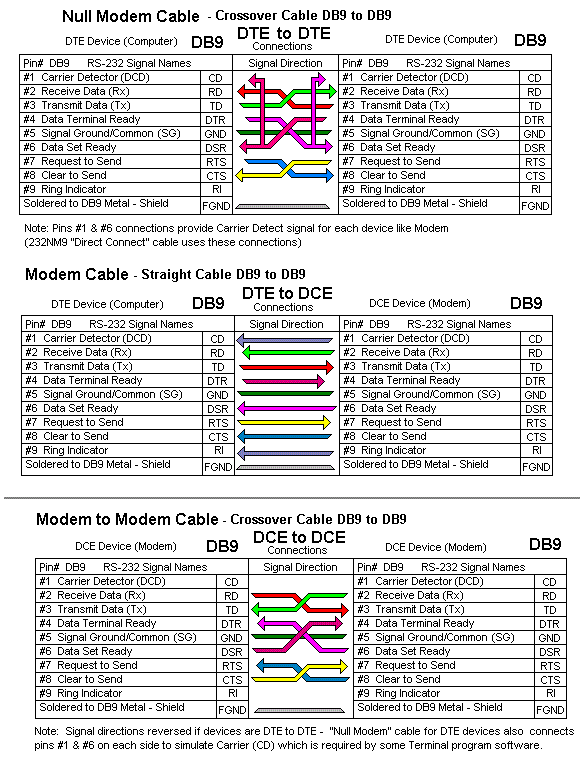 Null Modem Cable - Crossover Cable DB9 to DB9
DTE Device (Computer) DB9 DTE to DTE DTE Device (Computer) DB9
Connections
Pin# DB9 RS-232 Signal Names Signal Direction Pin# DB9 RS-232 Signal Names
#1 Carrier Detector (DCD) CD #1 Carrier Detector (DCD) CD
#2 Receive Data (Rx) RD #2 Receive Data (Rx) RD
#3 Transmit Data (Tx) TD #3 Transmit Data (Tx) TD
#4 Data Terminal Ready DTR #4 Data Terminal Ready DTR
#5 Signal Ground/Common (SG) GND #5 Signal Ground/Common (SG) GND
#6 Data Set Ready DSR #6 Data Set Ready DSR
#7 Request to Send RTS #7 Request to Send RTS
#8 Clear to Send CTS #8 Clear to Send CTS
#9 Ring Indicator RI #9 Ring Indicator RI
Soldered to DB9 Metal - Shield FGND Soldered to DB9 Metal - Shield FGND
Note: Pins #1 & #6 connections provide Carrier Detect signal for each device like Modem
(232NM9 "Direct Connect" cable uses these connections)
Modem Cable - Straight Cable DB9 to DB9
DTE Device (Computer) DB9 DTE to DCE DCE Device (Modem) DB9
Connections
Pin# DB9 RS-232 Signal Names Signal Direction Pin# DB9 RS-232 Signal Names
#1 Carrier Detector (DCD) CD #1 Carrier Detector (DCD) CD
#2 Receive Data (Rx) RD #2 Receive Data (Rx) RD
#3 Transmit Data (Tx) TD #3 Transmit Data (Tx) TD
#4 Data Terminal Ready DTR #4 Data Terminal Ready DTR
#5 Signal Ground/Common (SG) GND #5 Signal Ground/Common (SG) GND
#6 Data Set Ready DSR #6 Data Set Ready DSR
#7 Request to Send RTS #7 Request to Send RTS
#8 Clear to Send CTS #8 Clear to Send CTS
#9 Ring Indicator RI #9 Ring Indicator RI
Soldered to DB9 Metal - Shield FGND Soldered to DB9 Metal - Shield FGND
Modem to Modem Cable - Crossover Cable DB9 to DB9
DCE Device (Modem) DB9 DCE to DCE DCE Device (Modem) DB9
Connections
Pin# DB9 RS-232 Signal Names Signal Direction Pin# DB9 RS-232 Signal Names
#1 Carrier Detector (DCD) CD #1 Carrier Detector (DCD) CD
#2 Receive Data (Rx) RD #2 Receive Data (Rx) RD
#3 Transmit Data (Tx) TD #3 Transmit Data (Tx) TD
#4 Data Terminal Ready DTR #4 Data Terminal Ready DTR
#5 Signal Ground/Common (SG) GND #5 Signal Ground/Common (SG) GND
#6 Data Set Ready DSR #6 Data Set Ready DSR
#7 Request to Send RTS #7 Request to Send RTS
#8 Clear to Send CTS #8 Clear to Send CTS
#9 Ring Indicator RI #9 Ring Indicator RI
Soldered to DB9 Metal - Shield FGND Soldered to DB9 Metal - Shield FGND
Note: Signal directions reversed if devices are DTE to DTE - "Null Modem" cable for DTE devices also connects
pins #1 & #6 on each side to simulate Carrier (CD) which is required by some Terminal program software.